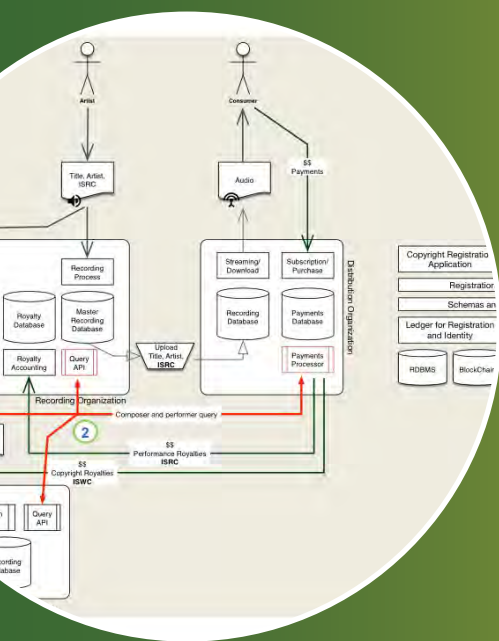 Artist
Consumer
Title, Artist,
ISRC
Audio
$$
Payments
Recording
Process
Royalty
Database
Master
Recording
Database
Royalty
Accounting
Query
API
Recording Organization
Upload
Title, Artist,
ISRC
Streaming/
Download
Subscription/
Purchase
Recording
Database
Payments
Database
Payments
Processor
Distribution Organization
Copyright Registratio
Application
Registration
Schemas an
Ledger for Registration
and Identity
RDBMS
BlockChain
Composer and performer query
2
$$
Performance Royalties
ISRC
$$
Copyright Royalties
ISWC
Query
API